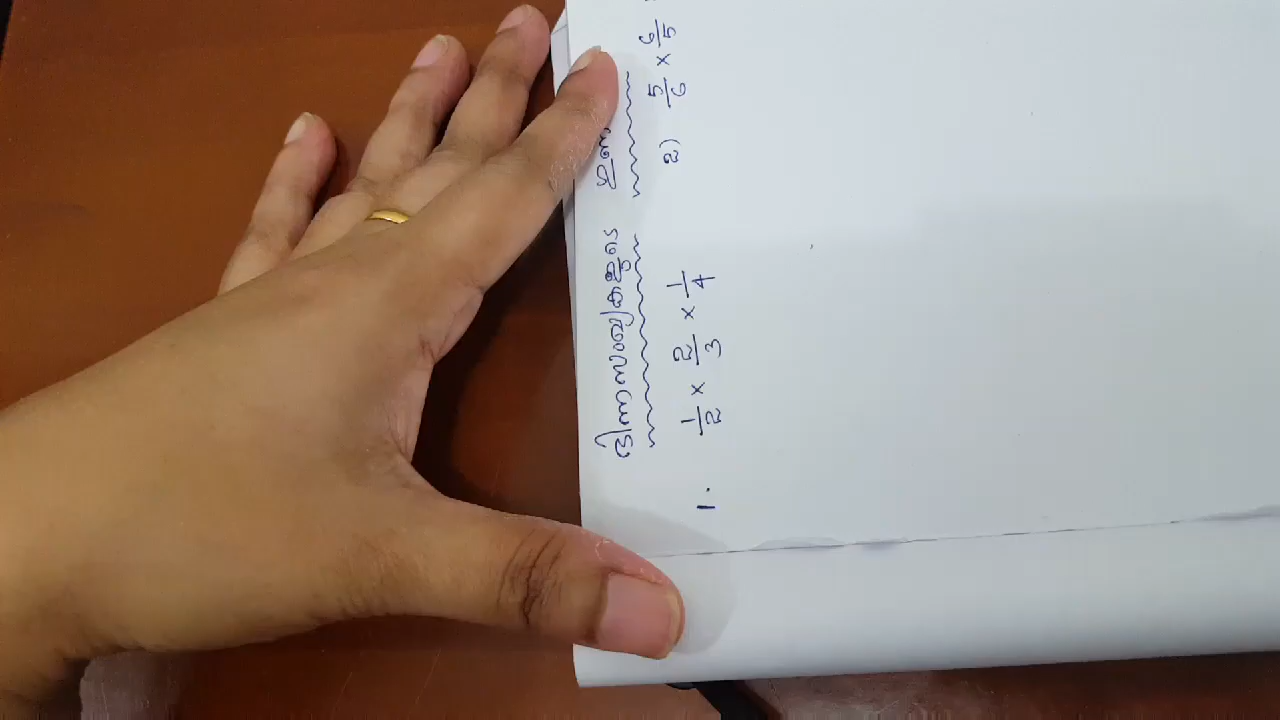 ഭിന്നസംഖ്യകളുടെ
1. 1/2 × 2/3 × 1/4
2) 5/6 × 6/5